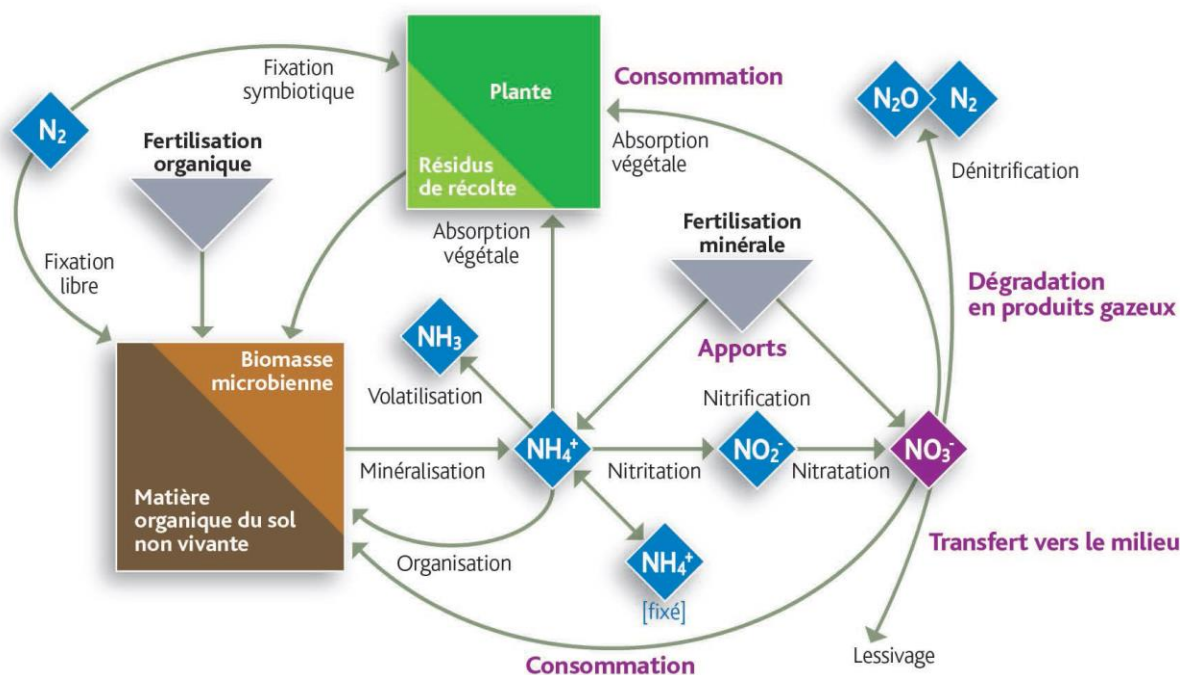 Fixation
symbiotique
N₂
Fertilisation
organique
Fixation
libre
Plante
Résidus
de récolte
Consommation
Absorption
végétale
N₂O
N₂
Dénitrification
Absorption
végétale
Fertilisation
minérale
Dégradation
en produits gazeux
Apports
Biomasse
microbienne
NH₃
Volatilisation
Nitrification
Matière
organique du sol
non vivante
Minéralisation
NH₄⁺
Nitritation
NO₂⁻
Nitratation
NO₃⁻
Organisation
NH₄⁺
[fixé]
Transfert vers le milieu
Lessivage
Consommation